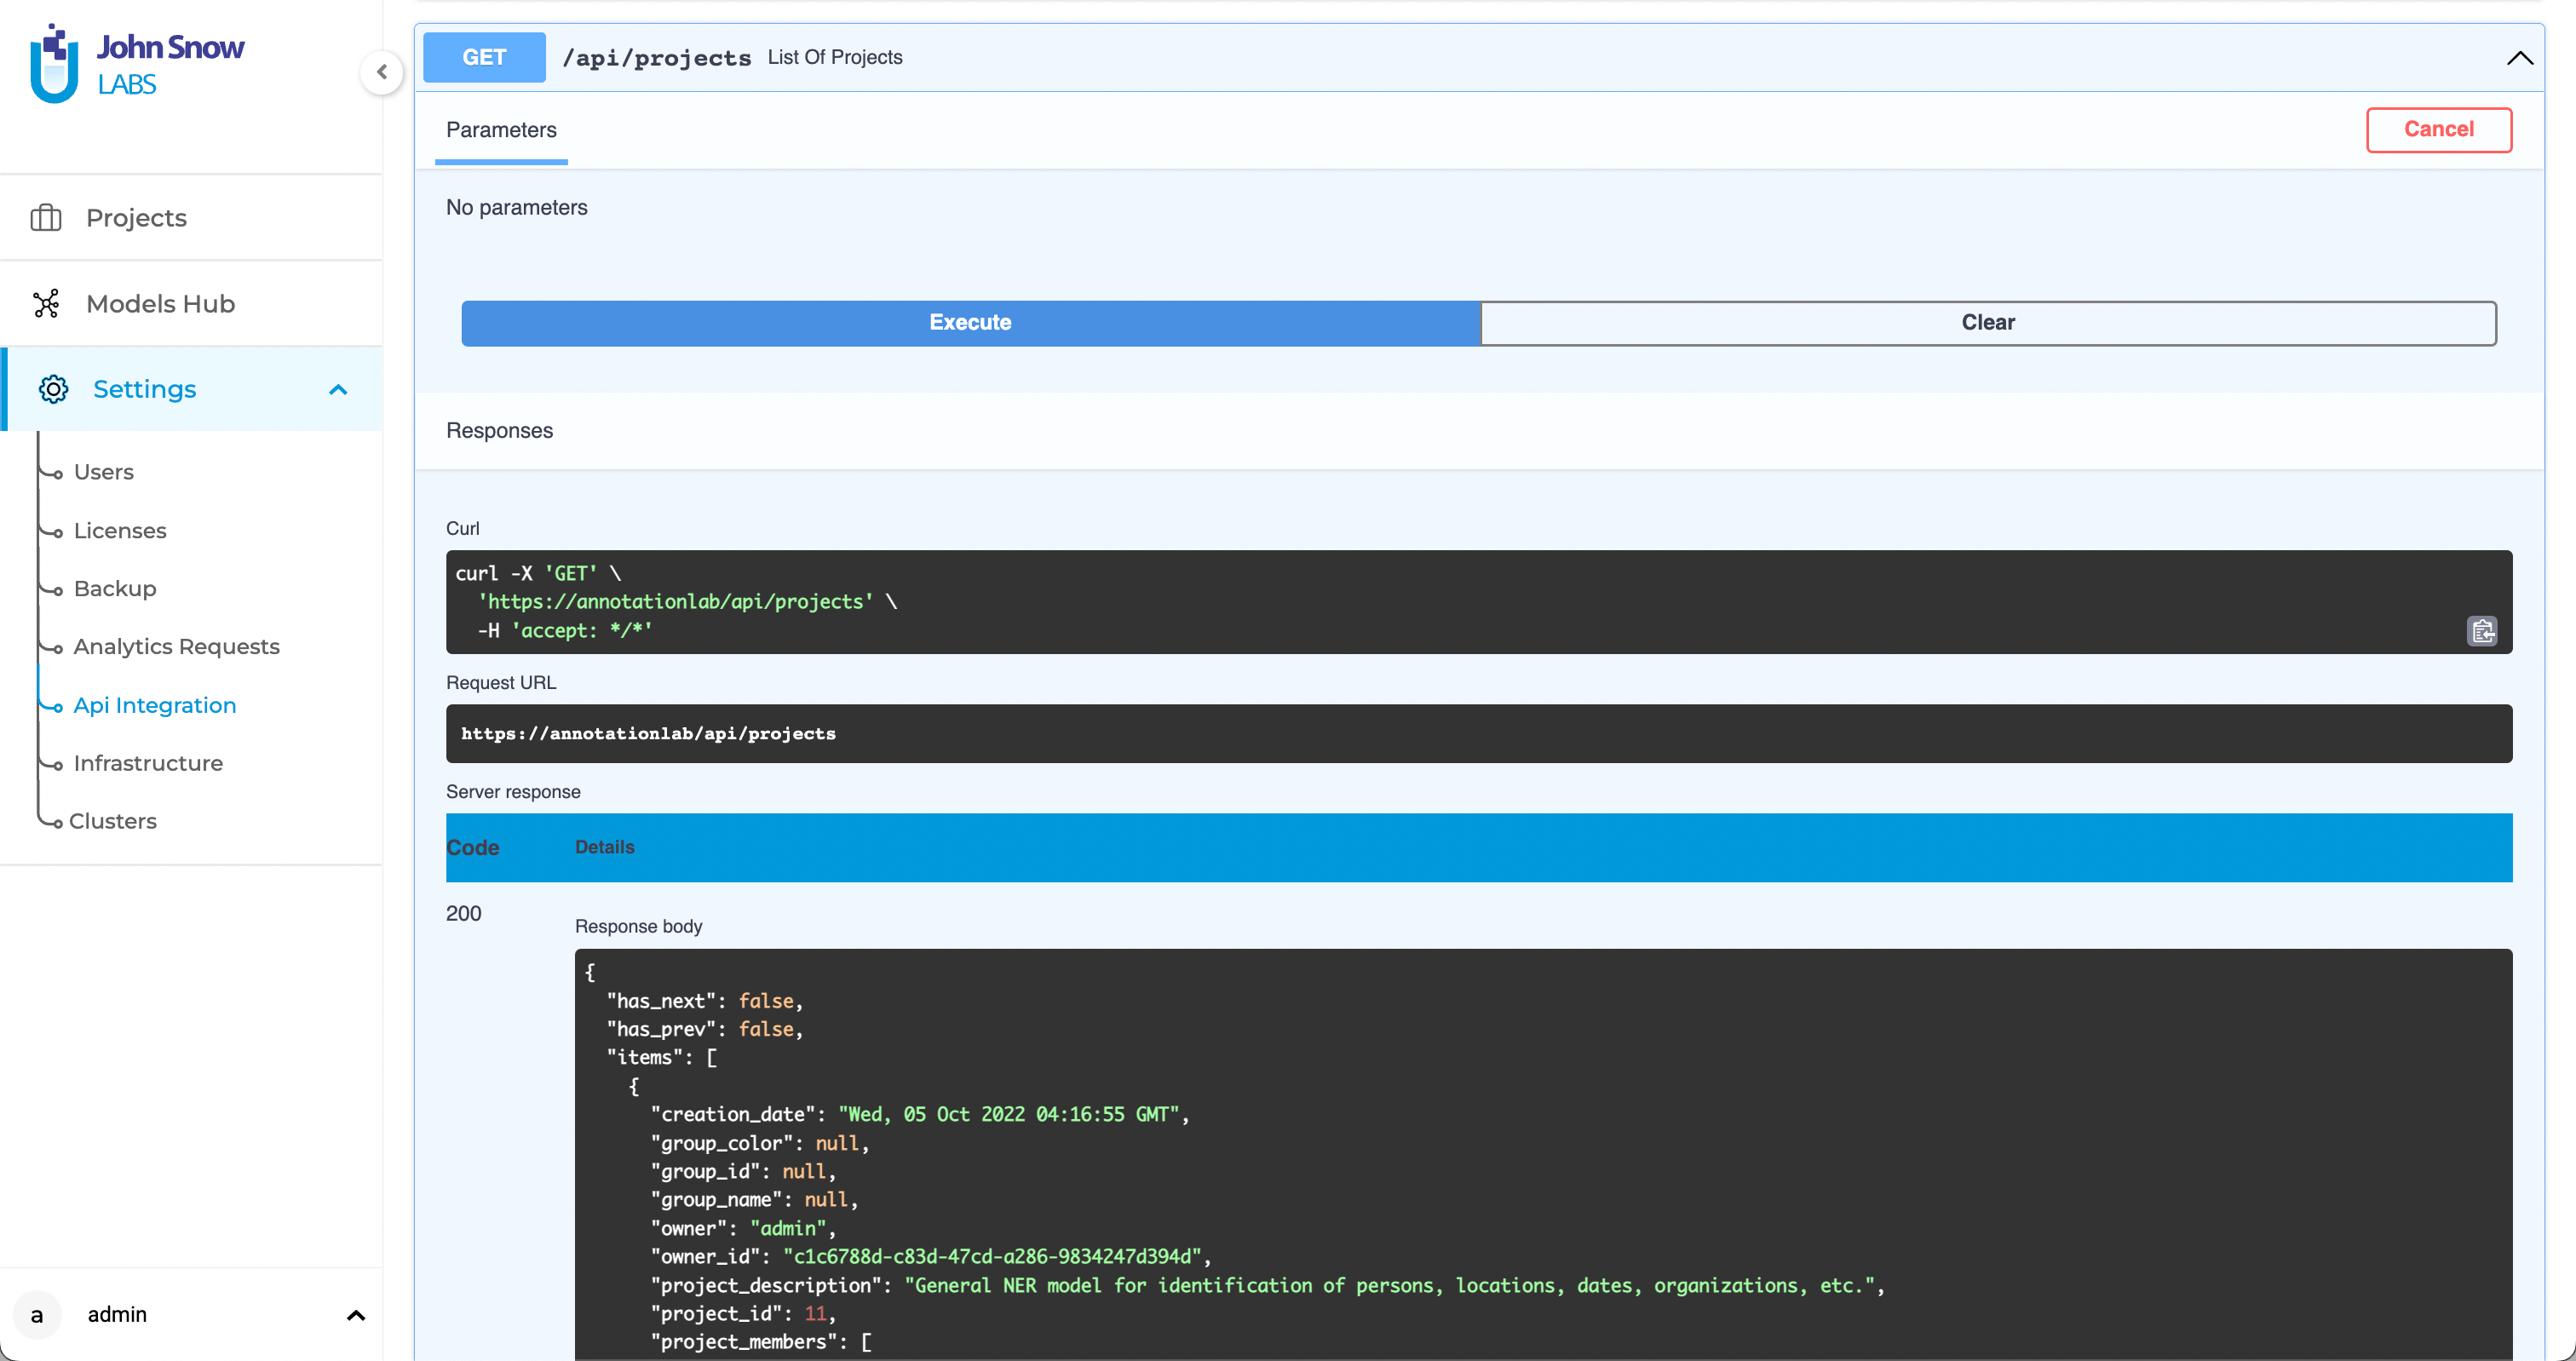 John Snow
LABS
Projects
Models Hub
Settings
Users
Licenses
Backup
Analytics Requests
Api Integration
Infrastructure
Clusters
a admin
GET /api/projects List Of Projects
Parameters
Cancel
No parameters
Execute
Clear
Responses
Curl
curl -X 'GET' \
  'https://annotationlab/api/projects' \
  -H 'accept: */*'
Request URL
https://annotationlab/api/projects
Server response
Code Details
200
Response body
{
  "has_next": false,
  "has_prev": false,
  "items": [
    {
      "creation_date": "Wed, 05 Oct 2022 04:16:55 GMT",
      "group_color": null,
      "group_id": null,
      "group_name": null,
      "owner": "admin",
      "owner_id": "c1c6788d-c83d-47cd-a286-9834247d394d",
      "project_description": "General NER model for identification of persons, locations, dates, organizations, etc.",
      "project_id": 11,
      "project_members": [